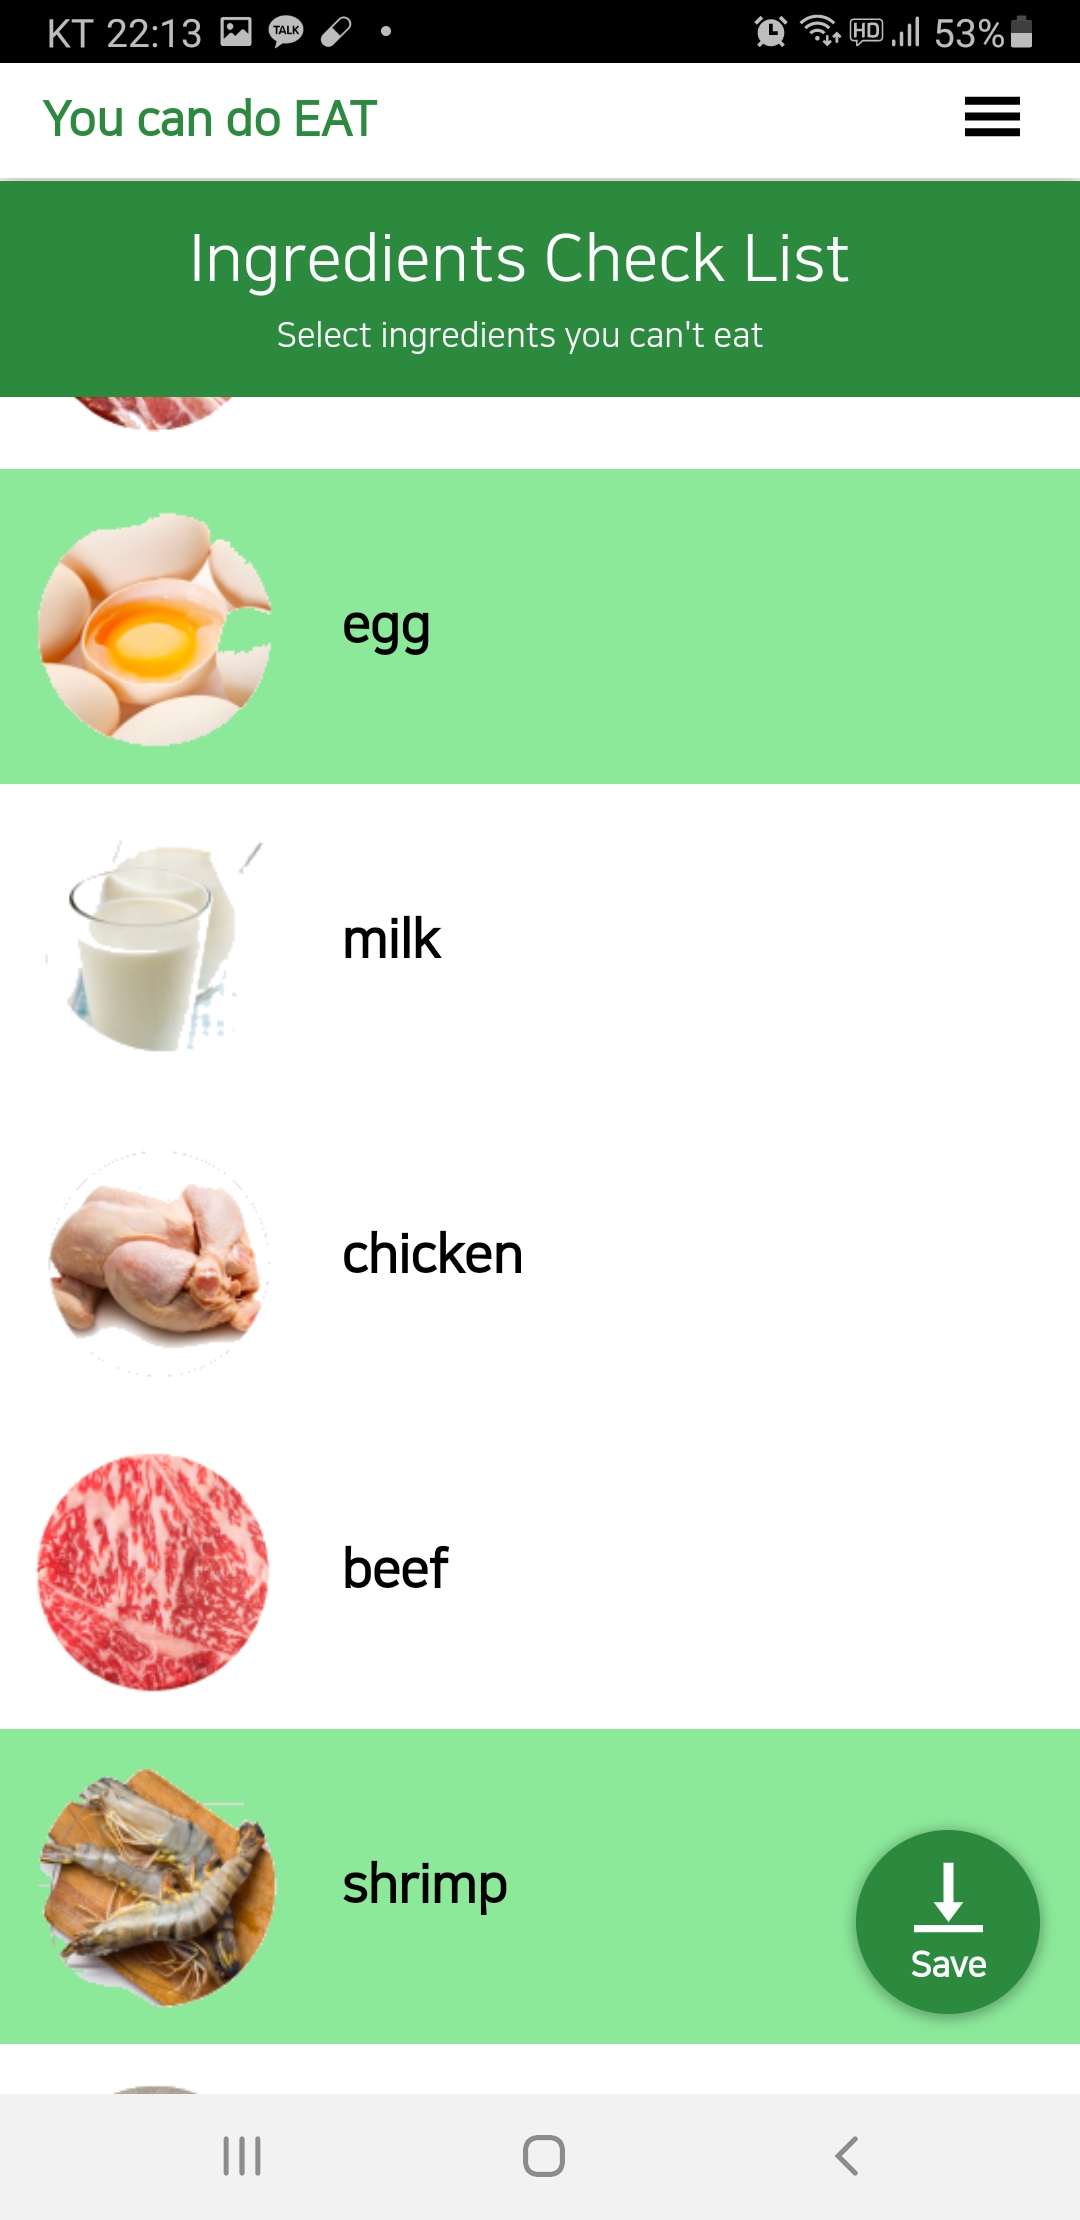 KT 22:13 TALK HD 53%
You can do EAT
Ingredients Check List
Select ingredients you can't eat
egg
milk
chicken
beef
shrimp
Save